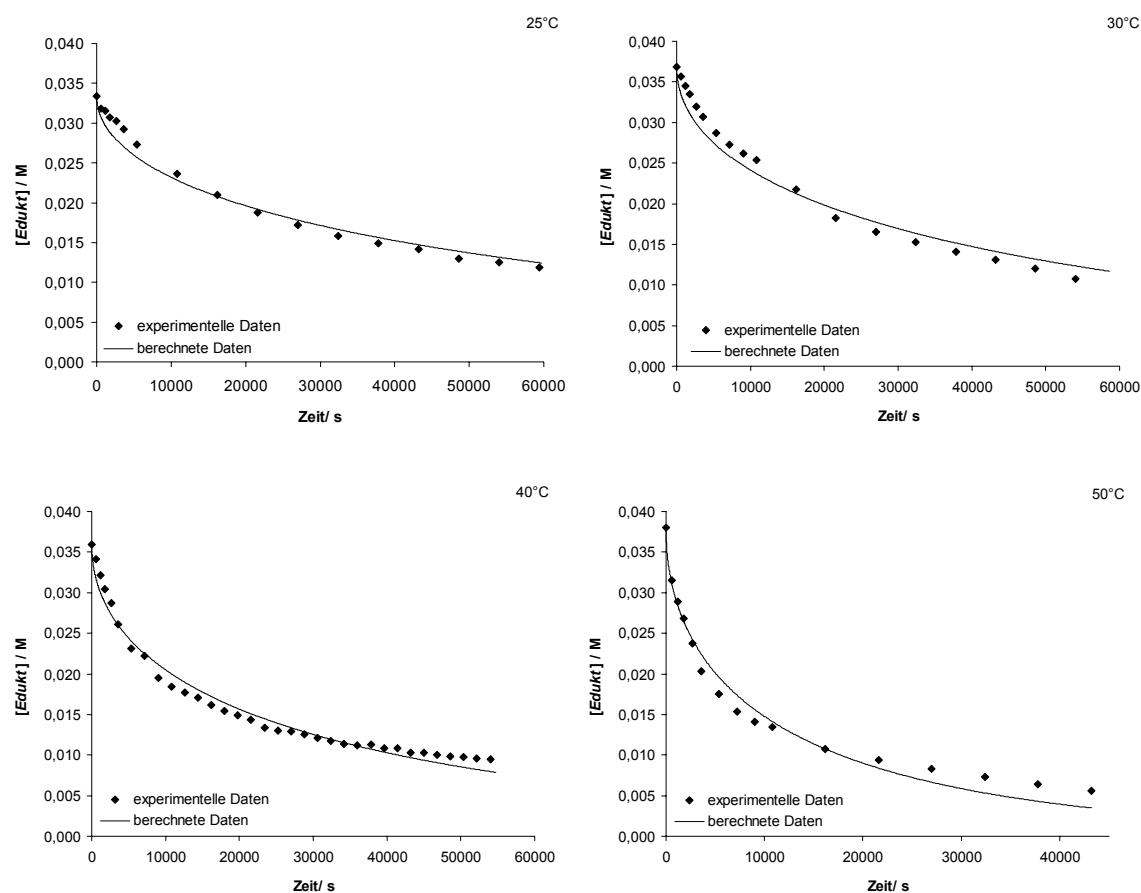 25°C
0,040
0,035
0,030
0,025
0,020
0,015
0,010
0,005
0,000
[Edukt] / M
experimentelle Daten
berechnete Daten
0 10000 20000 30000 40000 50000 60000
Zeit/ s
30°C
0,040
0,035
0,030
0,025
0,020
0,015
0,010
0,005
0,000
[Edukt] / M
experimentelle Daten
berechnete Daten
0 10000 20000 30000 40000 50000 60000
Zeit/ s
40°C
0,040
0,035
0,030
0,025
0,020
0,015
0,010
0,005
0,000
[Edukt] / M
experimentelle Daten
berechnete Daten
0 10000 20000 30000 40000 50000 60000
Zeit/ s
50°C
0,040
0,035
0,030
0,025
0,020
0,015
0,010
0,005
0,000
[Edukt] / M
experimentelle Daten
berechnete Daten
0 10000 20000 30000 40000
Zeit/ s